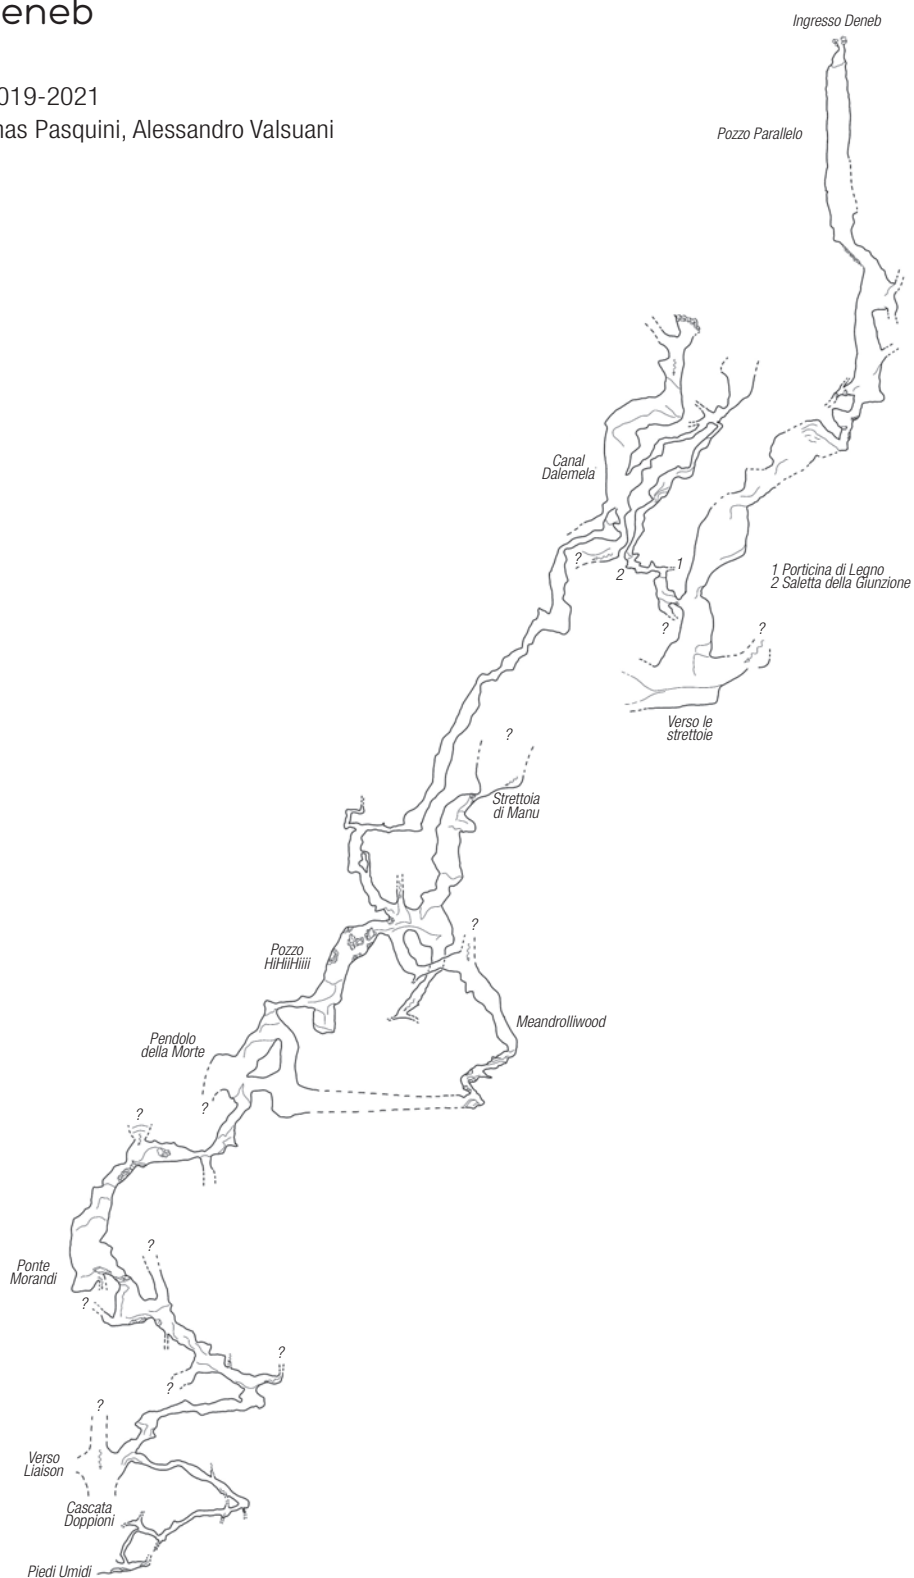 eneb
Ingresso Deneb
019-2021
nas Pasquini, Alessandro Valsuani
Pozzo Parallelo
Canal
Dalemela
?
1
2
1 Porticina di Legno
2 Saletta della Giunzione
?
?
Verso le
strettoie
?
Strettoia
di Manu
?
Pozzo
HiHiiHiiii
Meandrolliwood
Pendolo
della Morte
?
?
?
Ponte
Morandi
?
?
?
?
Verso
Liaison
Cascata
Doppioni
Piedi Umidi